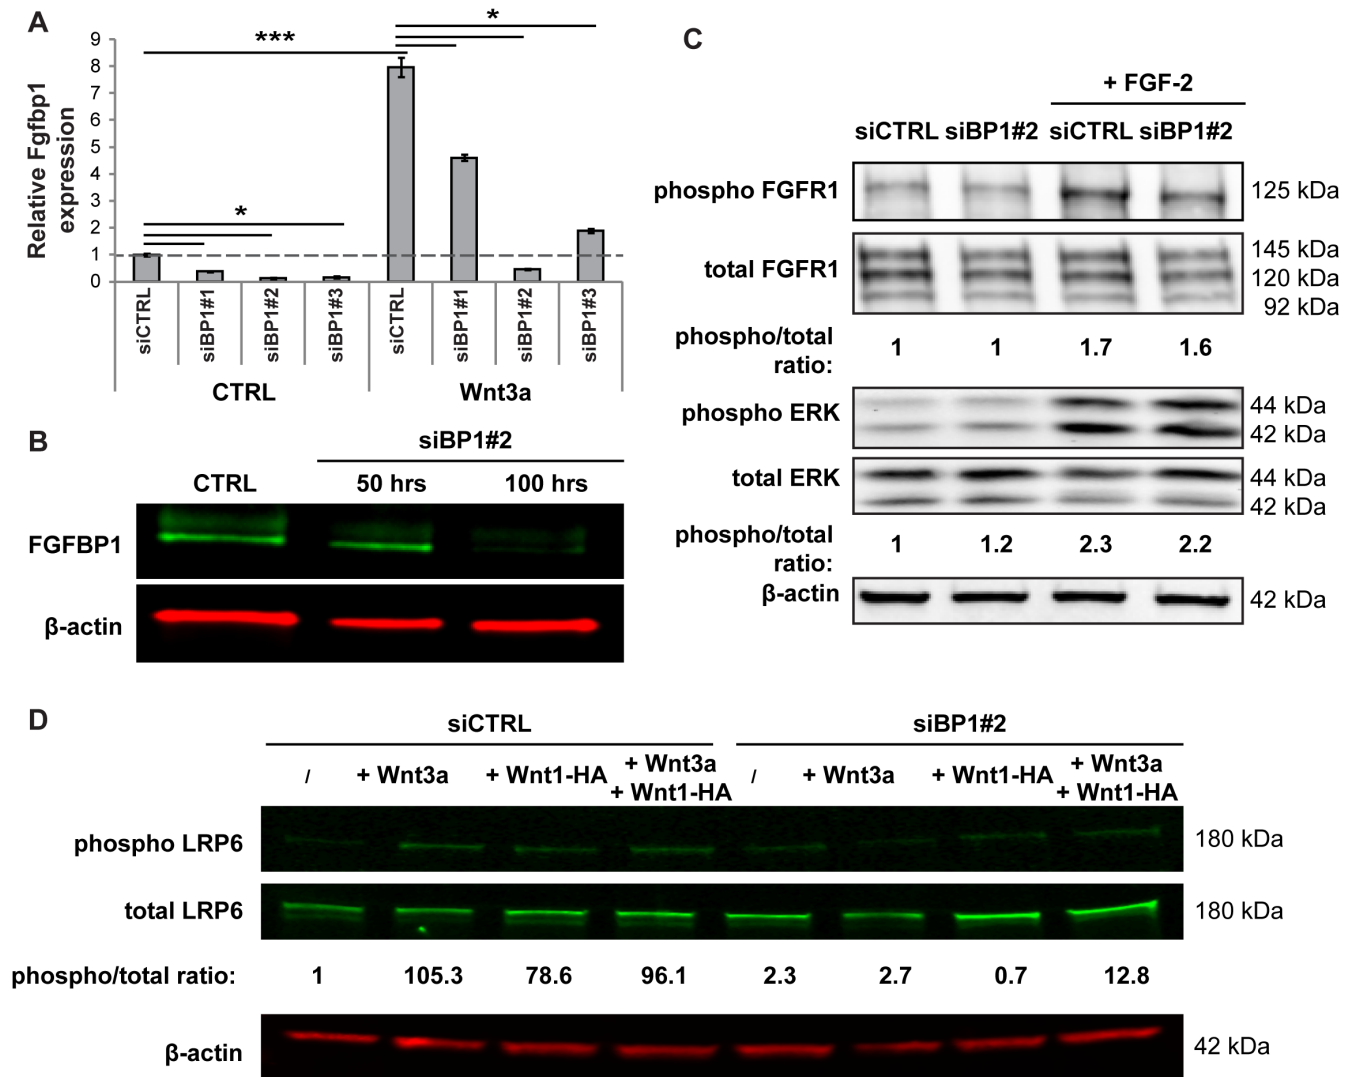 A
Relative Fgfbp1
expression
9
8
7
6
5
4
3
2
1
0
***
*
*
siCTRL
siBP1#1
siBP1#2
siBP1#3
siCTRL
siBP1#1
siBP1#2
siBP1#3
CTRL
Wnt3a
B
siBP1#2
CTRL
50 hrs
100 hrs
FGFBP1
β-actin
C
+ FGF-2
siCTRL siBP1#2 siCTRL siBP1#2
phospho FGFR1
125 kDa
total FGFR1
145 kDa
120 kDa
92 kDa
phospho/total
ratio:
1 1 1.7 1.6
phospho ERK
44 kDa
42 kDa
total ERK
44 kDa
42 kDa
phospho/total
ratio:
1 1.2 2.3 2.2
β-actin
42 kDa
D
siCTRL siBP1#2
/ + Wnt3a + Wnt1-HA + Wnt3a
+ Wnt1-HA
/ + Wnt3a + Wnt1-HA + Wnt3a
+ Wnt1-HA
phospho LRP6
180 kDa
total LRP6
180 kDa
phospho/total ratio: 1 105.3 78.6 96.1 2.3 2.7 0.7 12.8
β-actin
42 kDa